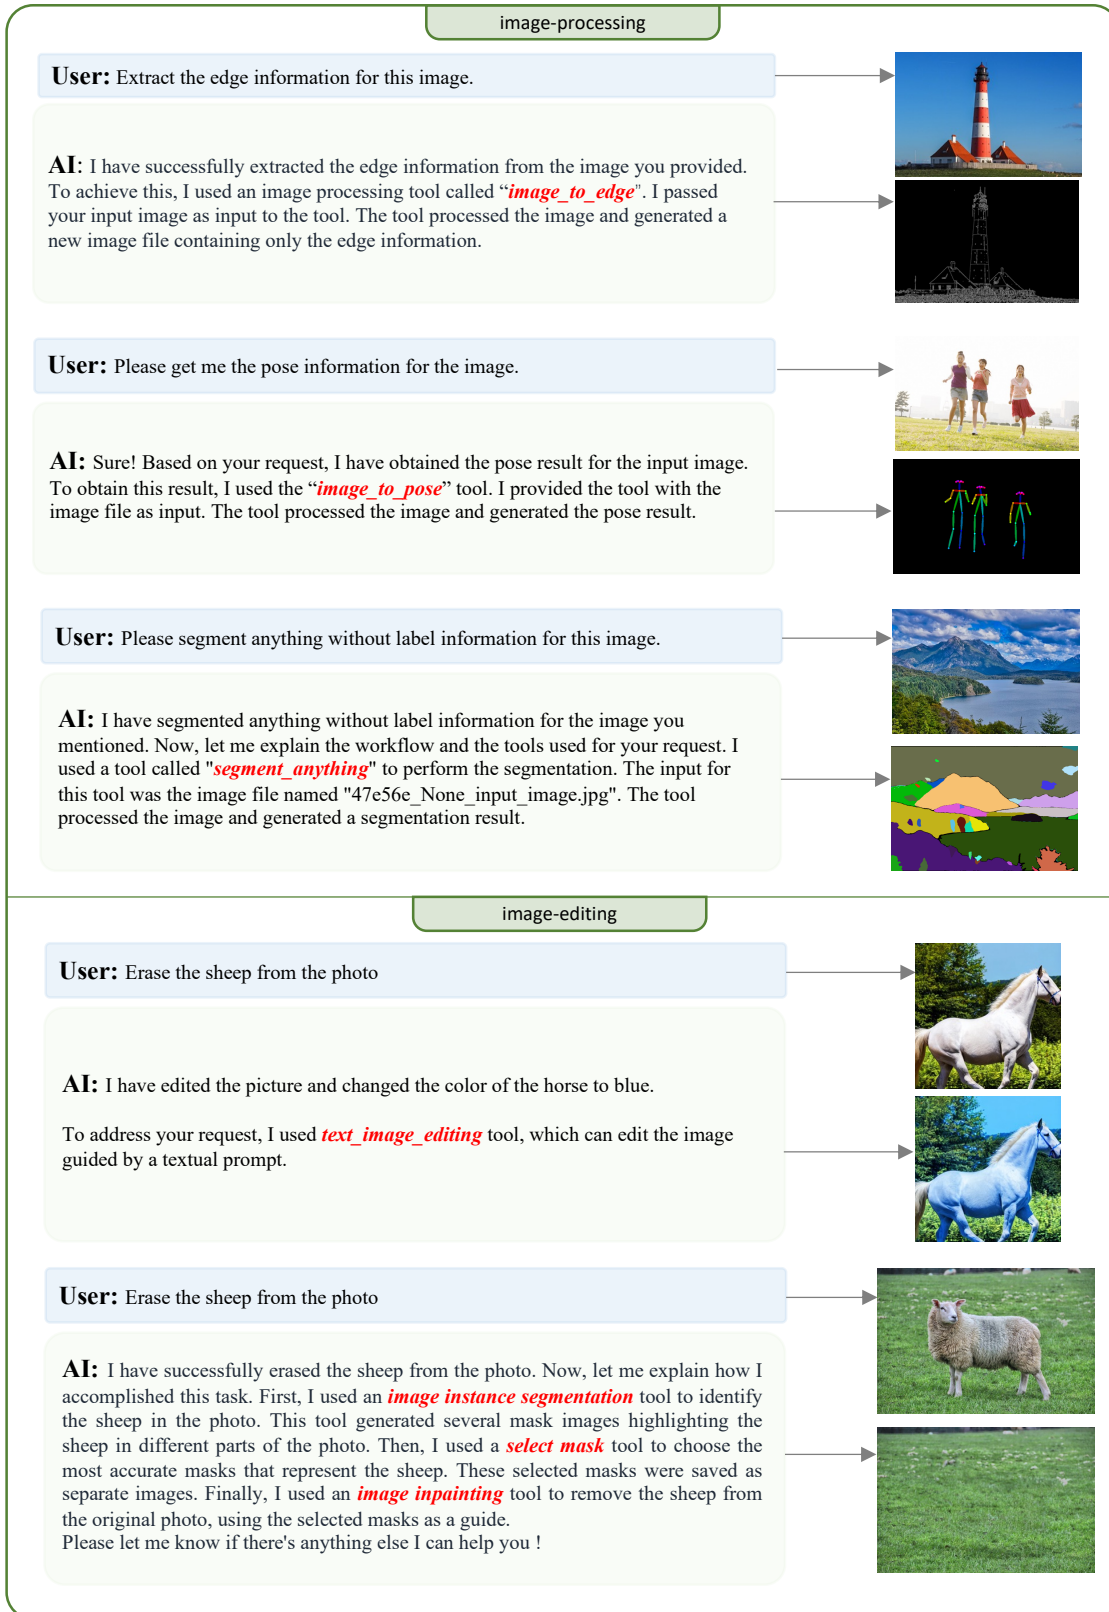 image-processing
User: Extract the edge information for this image.
AI: I have successfully extracted the edge information from the image you provided.
To achieve this, I used an image processing tool called “image_to_edge". I passed
your input image as input to the tool. The tool processed the image and generated a
new image file containing only the edge information.
User: Please get me the pose information for the image.
AI: Sure! Based on your request, I have obtained the pose result for the input image.
To obtain this result, I used the “image_to_pose” tool. I provided the tool with the
image file as input. The tool processed the image and generated the pose result.
User: Please segment anything without label information for this image.
AI: I have segmented anything without label information for the image you
mentioned. Now, let me explain the workflow and the tools used for your request. I
used a tool called "segment_anything" to perform the segmentation. The input for
this tool was the image file named "47e56e_None_input_image.jpg". The tool
processed the image and generated a segmentation result.
image-editing
User: Erase the sheep from the photo
AI: I have edited the picture and changed the color of the horse to blue.
To address your request, I used text_image_editing tool, which can edit the image
guided by a textual prompt.
User: Erase the sheep from the photo
AI: I have successfully erased the sheep from the photo. Now, let me explain how I
accomplished this task. First, I used an image instance segmentation tool to identify
the sheep in the photo. This tool generated several mask images highlighting the
sheep in different parts of the photo. Then, I used a select mask tool to choose the
most accurate masks that represent the sheep. These selected masks were saved as
separate images. Finally, I used an image inpainting tool to remove the sheep from
the original photo, using the selected masks as a guide.
Please let me know if there's anything else I can help you !